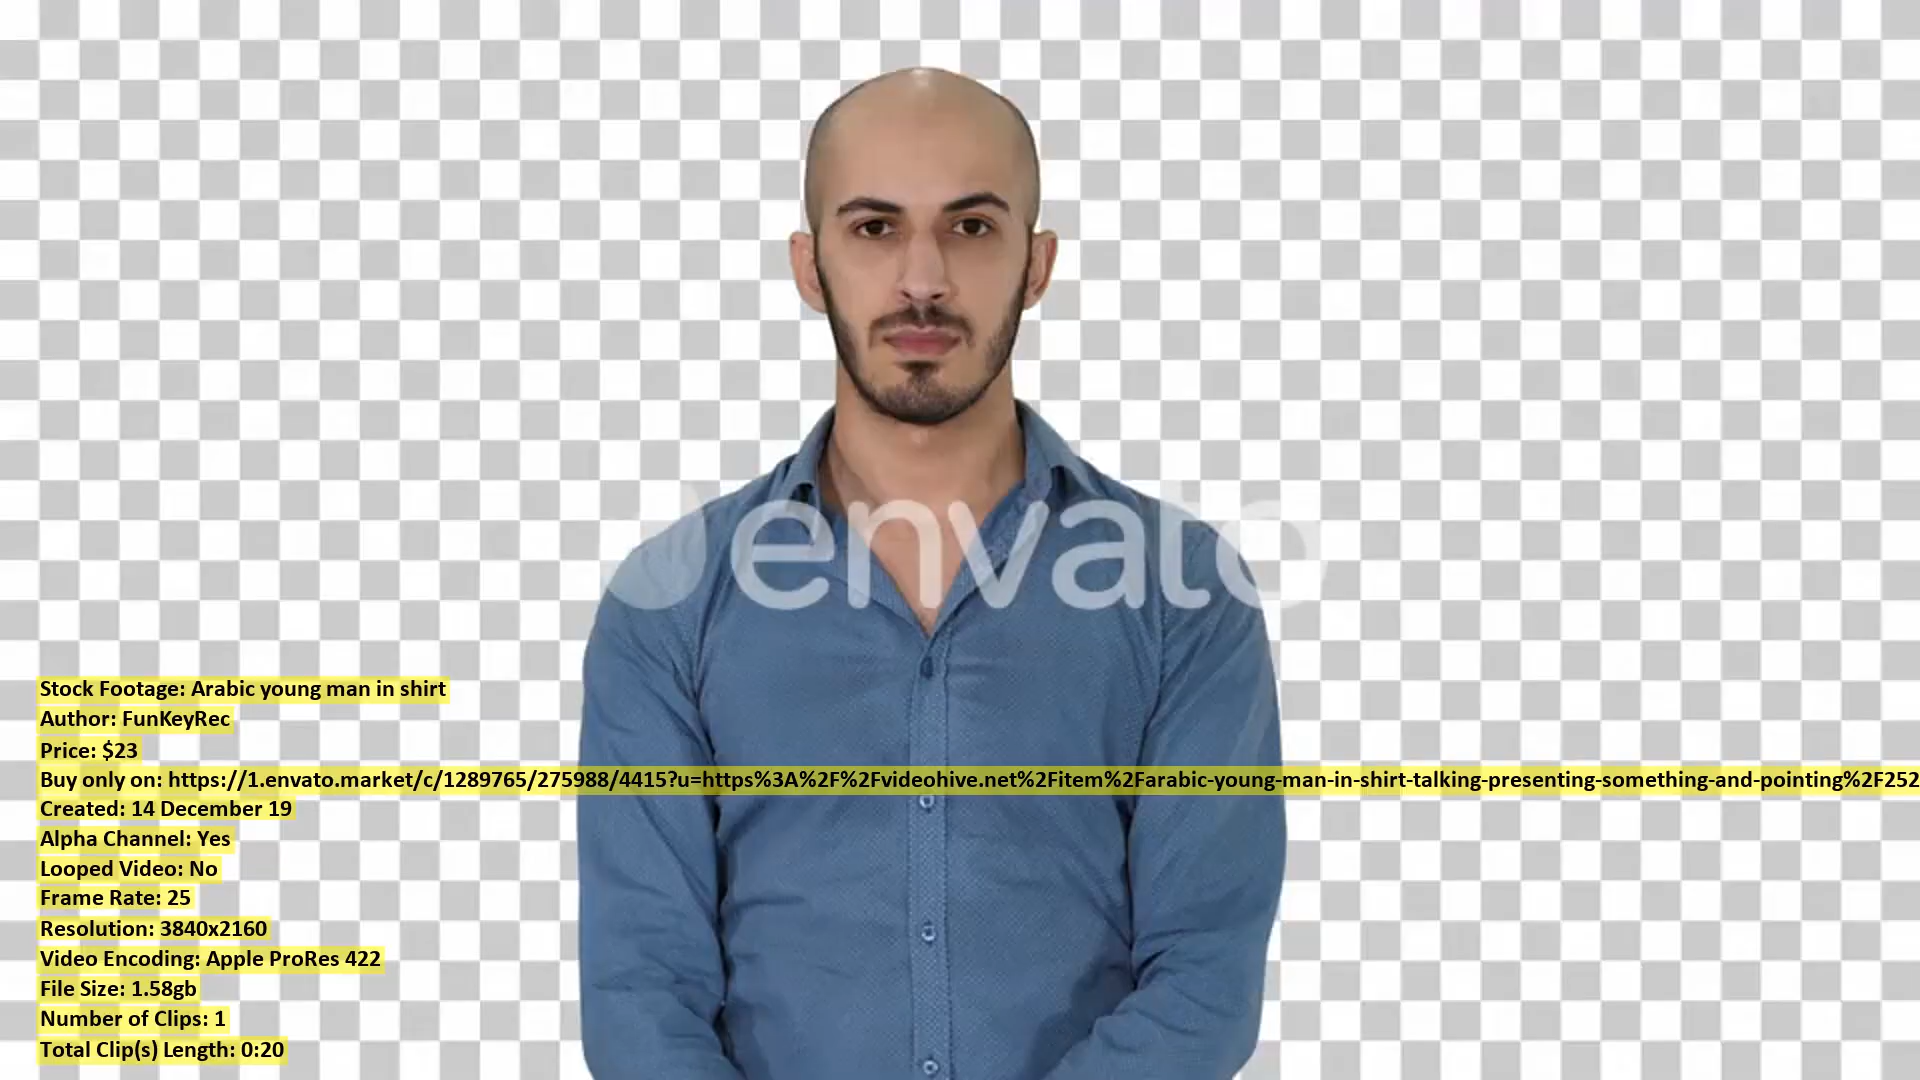 envato
Stock Footage: Arabic young man in shirt
Author: FunKeyRec
Price: $23
Buy only on: https://1.envato.market/c/1289765/275988/4415?u=https%3A%2F%2Fvideohive.net%2Fitem%2Farabic-young-man-in-shirt-talking-presenting-something-and-pointing%2F252
Created: 14 December 19
Alpha Channel: Yes
Looped Video: No
Frame Rate: 25
Resolution: 3840x2160
Video Encoding: Apple ProRes 422
File Size: 1.58gb
Number of Clips: 1
Total Clip(s) Length: 0:20